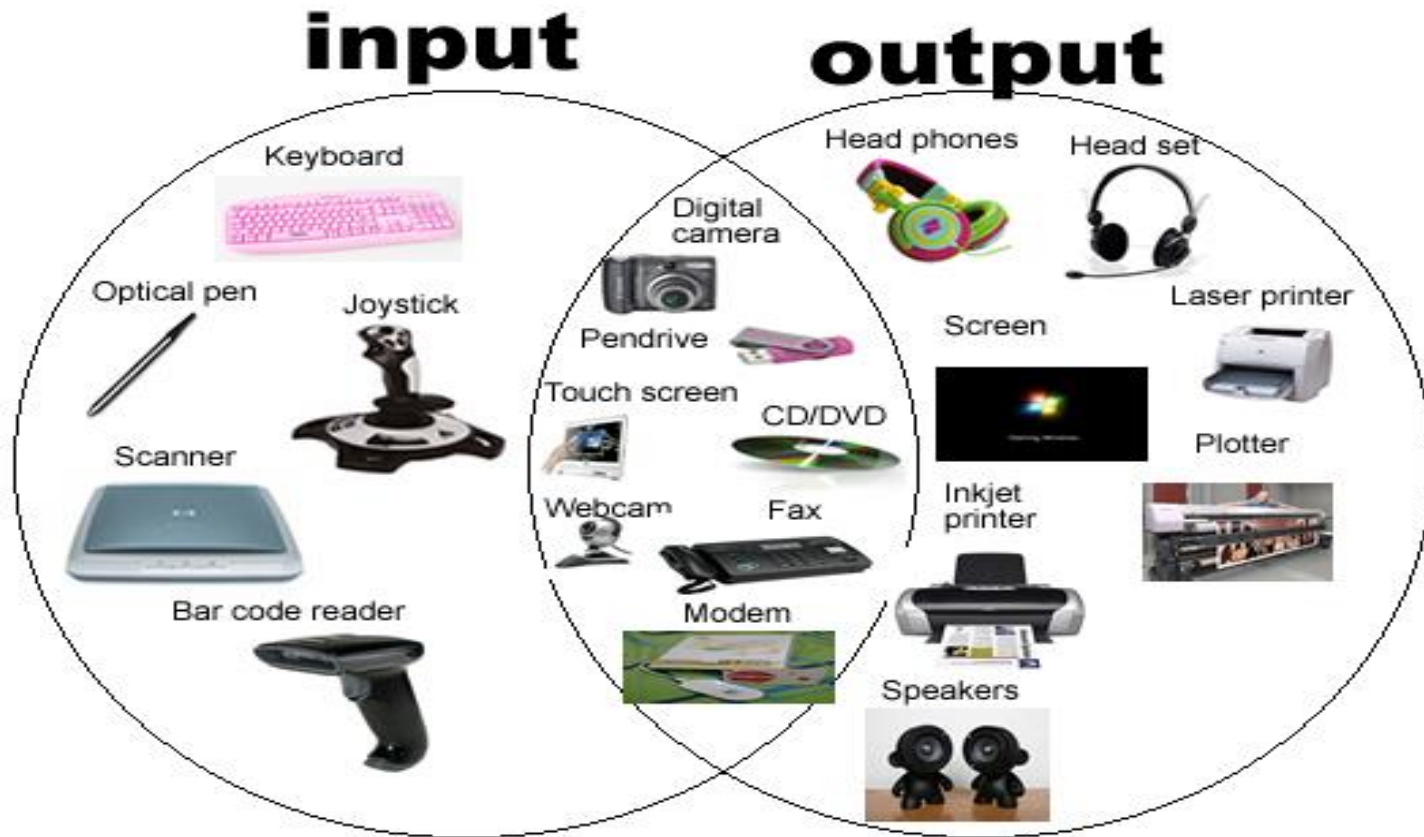 input
output
Keyboard
Optical pen
Joystick
Scanner
Bar code reader
Digital
camera
Pendrive
Touch screen
CD/DVD
Webcam
Fax
Modem
Head phones
Head set
Laser printer
Screen
Plotter
Inkjet
printer
Speakers